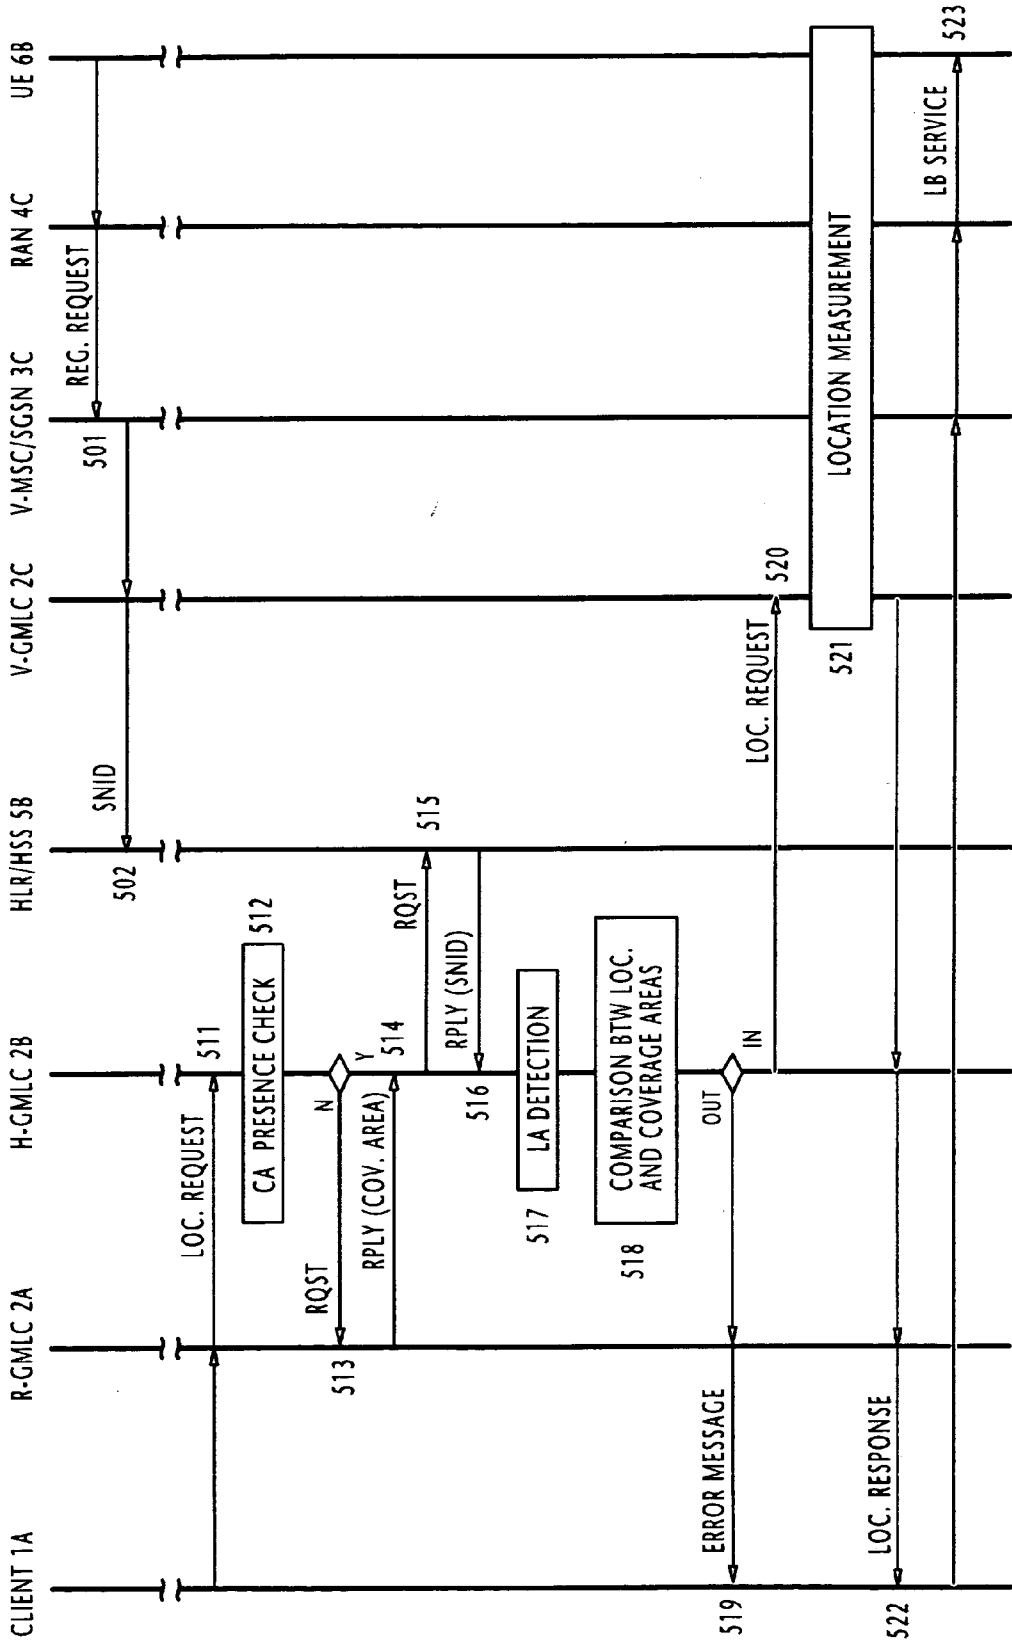 CLIENT 1A
R-GMLC 2A
H-GMLC 2B
HLR/HSS 5B
V-GMLC 2C
V-MSC/SGSN 3C
RAN 4C
UE 6B
REG. REQUEST
501
SNID
502
LOC. REQUEST
511
CA PRESENCE CHECK
512
N
Y
RQST
513
RPLY (COV. AREA)
514
RQST
515
RPLY (SNID)
516
LA DETECTION
517
COMPARISON BTW LOC.
AND COVERAGE AREAS
518
OUT
IN
ERROR MESSAGE
519
LOC. REQUEST
520
LOCATION MEASUREMENT
521
LOC. RESPONSE
522
LB SERVICE
523